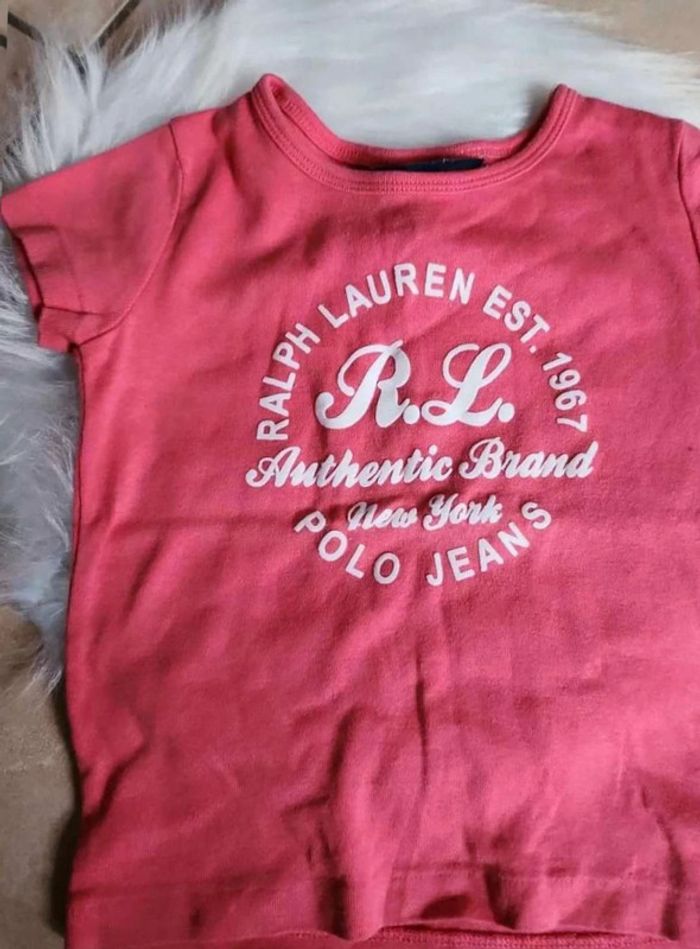 RALPH LAUREN EST. 1967
R.L.
Authentic Brand
New York
POLO JEANS